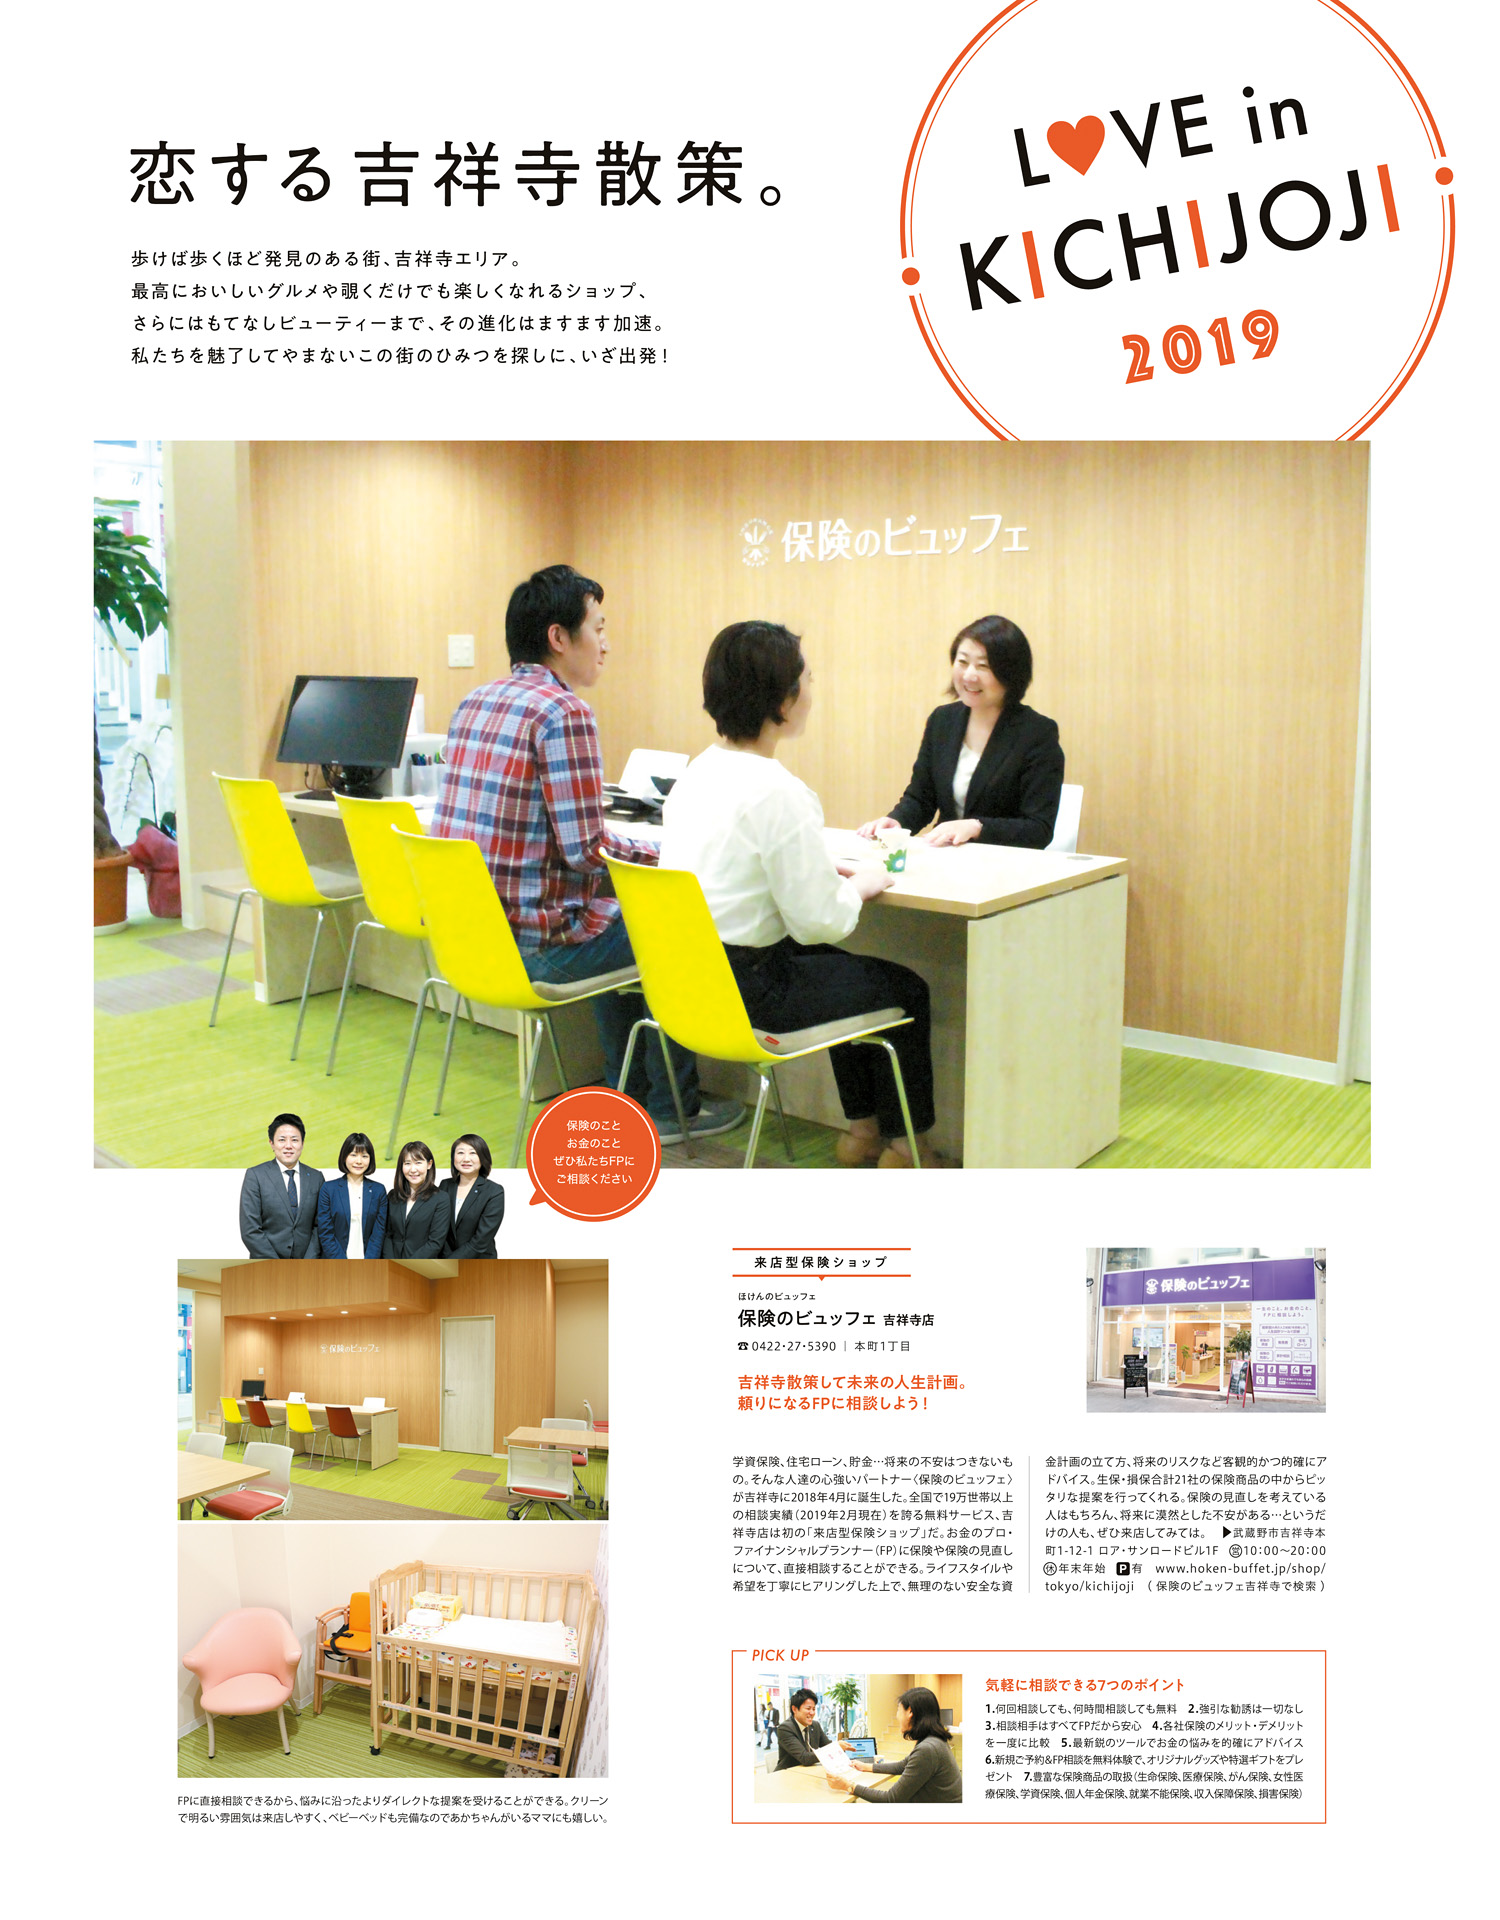 恋する吉祥寺散策。
歩けば歩くほど発見のある街、吉祥寺エリア。
最高においしいグルメや覗くだけでも楽しくなれるショップ、
さらにはもてなしビューティーまで、その進化はますます加速。
私たちを魅了してやまないこの街のひみつを探しに、いざ出発！
L♥VE in
KICHIJOJI
2019
保険のビュッフェ
保険のこと
お金のこと
ぜひ私たちFPに
ご相談ください
保険のビュッフェ
FPに直接相談できるから、悩みに沿ったよりダイレクトな提案を受けることができる。クリーン
で明るい雰囲気は来店しやすく、ベビーベッドも完備なのであかちゃんがいるママにも嬉しい。
来店型保険ショップ
ほけんのビュッフェ
保険のビュッフェ 吉祥寺店
☎0422・27・5390 | 本町1丁目
吉祥寺散策して未来の人生計画。
頼りになるFPに相談しよう！
保険のビュッフェ
一生のこと、お金のこと、
FPに相談しよう。
学資保険、住宅ローン、貯金…将来の不安はつきないも
の。そんな人達の心強いパートナー〈保険のビュッフェ〉
が吉祥寺に2018年4月に誕生した。全国で19万世帯以上
の相談実績（2019年2月現在）を誇る無料サービス、吉
祥寺店は初の「来店型保険ショップ」だ。お金のプロ・
ファイナンシャルプランナー（FP）に保険や保険の見直し
について、直接相談することができる。ライフスタイルや
希望を丁寧にヒアリングした上で、無理のない安全な資
金計画の立て方、将来のリスクなど客観的かつ的確にア
ドバイス。生保・損保合計21社の保険商品の中からピッ
タリな提案を行ってくれる。保険の見直しを考えている
人はもちろん、将来に漠然とした不安がある…というだ
けの人も、ぜひ来店してみては。 ▶武蔵野市吉祥寺本
町1-12-1 ロア・サンロードビル1F ㊡10：00〜20：00
㊡年末年始 P有 www.hoken-buffet.jp/shop/
tokyo/kichijoji （保険のビュッフェ吉祥寺で検索）
PICK UP
気軽に相談できる7つのポイント
1.何回相談しても、何時間相談しても無料 2.強引な勧誘は一切なし
3.相談相手はすべてFPだから安心 4.各社保険のメリット・デメリット
を一度に比較 5.最新鋭のツールでお金の悩みを的確にアドバイス
6.新規ご予約&FP相談を無料体験で、オリジナルグッズや特選ギフトをプレ
ゼント 7.豊富な保険商品の取扱（生命保険、医療保険、がん保険、女性医
療保険、学資保険、個人年金保険、就業不能保険、収入保障保険、損害保険）